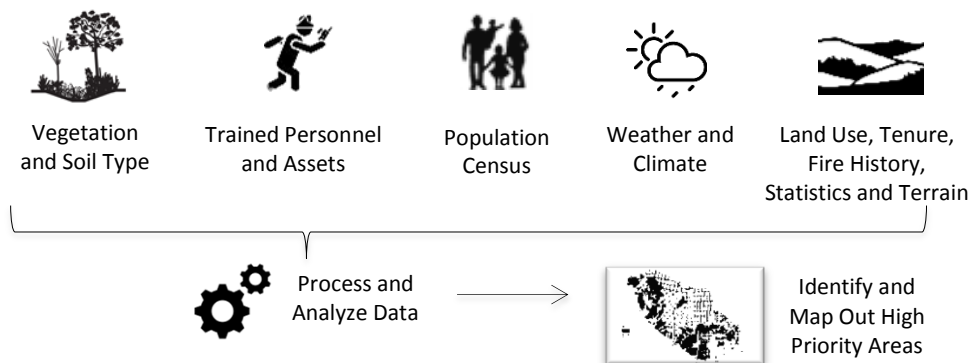 Vegetation
and Soil Type
Trained Personnel
and Assets
Population
Census
Weather and
Climate
Land Use, Tenure,
Fire History,
Statistics and Terrain
Process and
Analyze Data
Identify and
Map Out High
Priority Areas